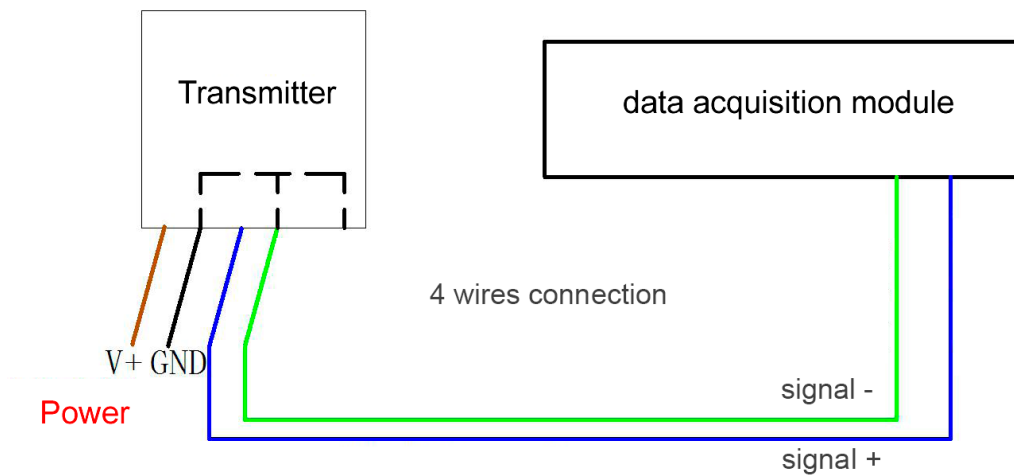 Transmitter
data acquisition module
4 wires connection
V+ GND
Power
signal -
signal +